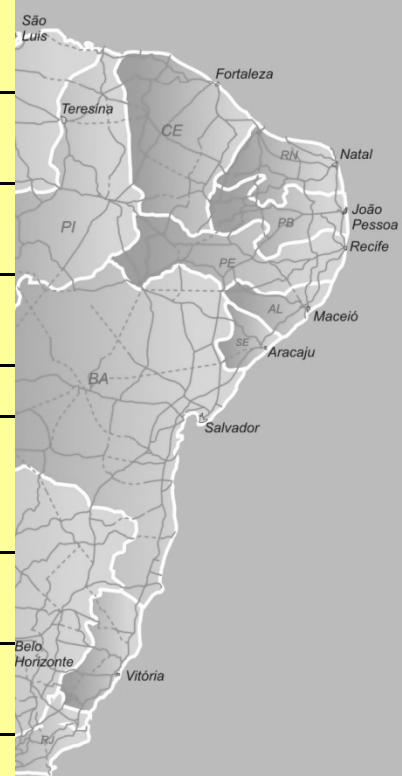 São
Luis
Fortaleza
Teresina
CE
RN
Natal
João
Pessoa
PI
PB
Recife
PE
AL
Maceió
SE
Aracaju
BA
Salvador
Belo
Horizonte
Vitória
RJ